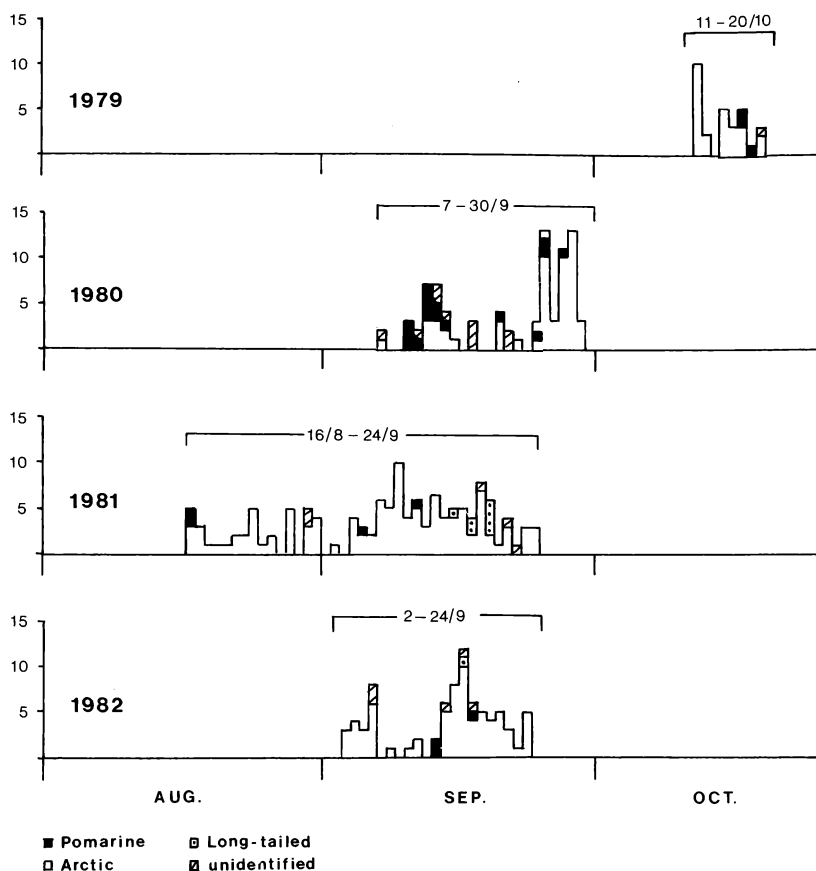 15
11 – 20/10
10
1979
5
15
7 – 30/9
10
1980
5
15
16/8 – 24/9
10
1981
5
15
2 – 24/9
10
1982
5
AUG. SEP. OCT.
Pomarine Long-tailed
Arctic unidentified